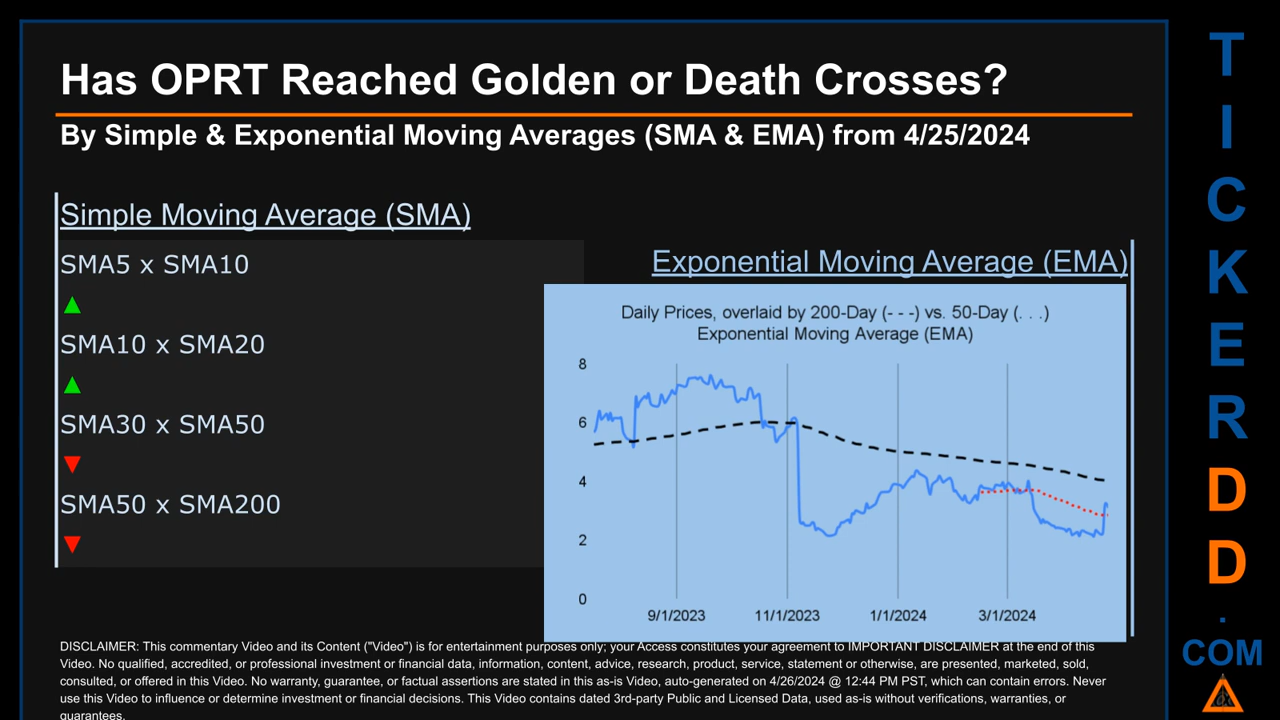 Has OPRT Reached Golden or Death Crosses?
By Simple & Exponential Moving Averages (SMA & EMA) from 4/25/2024
Simple Moving Average (SMA)
SMA5 x SMA10
▲
SMA10 x SMA20
▲
SMA30 x SMA50
▼
SMA50 x SMA200
▼
Exponential Moving Average (EMA)
Daily Prices, overlaid by 200-Day (- - -) vs. 50-Day (. . .)
Exponential Moving Average (EMA)
8
6
4
2
0
9/1/2023 11/1/2023 1/1/2024 3/1/2024
DISCLAIMER: This commentary Video and its Content ("Video") is for entertainment purposes only; your Access constitutes your agreement to IMPORTANT DISCLAIMER at the end of this
Video. No qualified, accredited, or professional investment or financial data, information, content, advice, research, product, service, statement or otherwise, are presented, marketed, sold,
consulted, or offered in this Video. No warranty, guarantee, or factual assertions are stated in this as-is Video, auto-generated on 4/26/2024 @ 12:44 PM PST, which can contain errors. Never
use this Video to influence or determine investment or financial decisions. This Video contains dated 3rd-party Public and Licensed Data, used as-is without verifications, warranties, or
guarantees.
T
I
C
K
E
R
D
D
.
COM